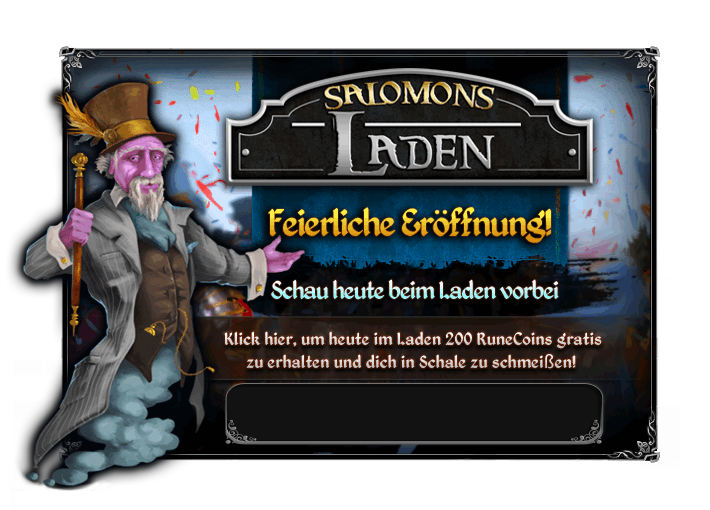 SALOMONS
LADEN
Feierliche Eröffnung!
Schau heute beim Laden vorbei
Klick hier, um heute im Laden 200 RuneCoins gratis
zu erhalten und dich in Schale zu schmeißen!